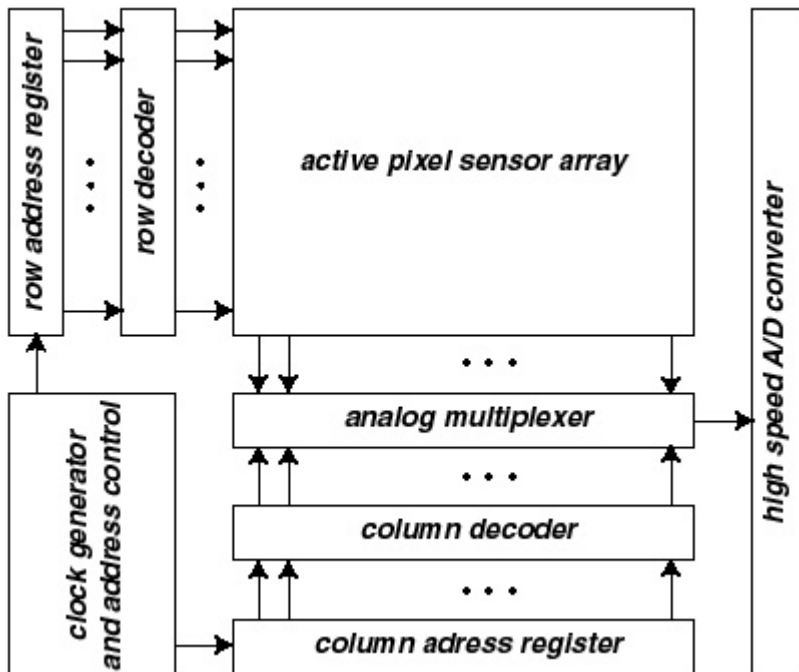 row address register
row decoder
active pixel sensor array
high speed A/D converter
analog multiplexer
clock generator
and address control
column decoder
column adress register